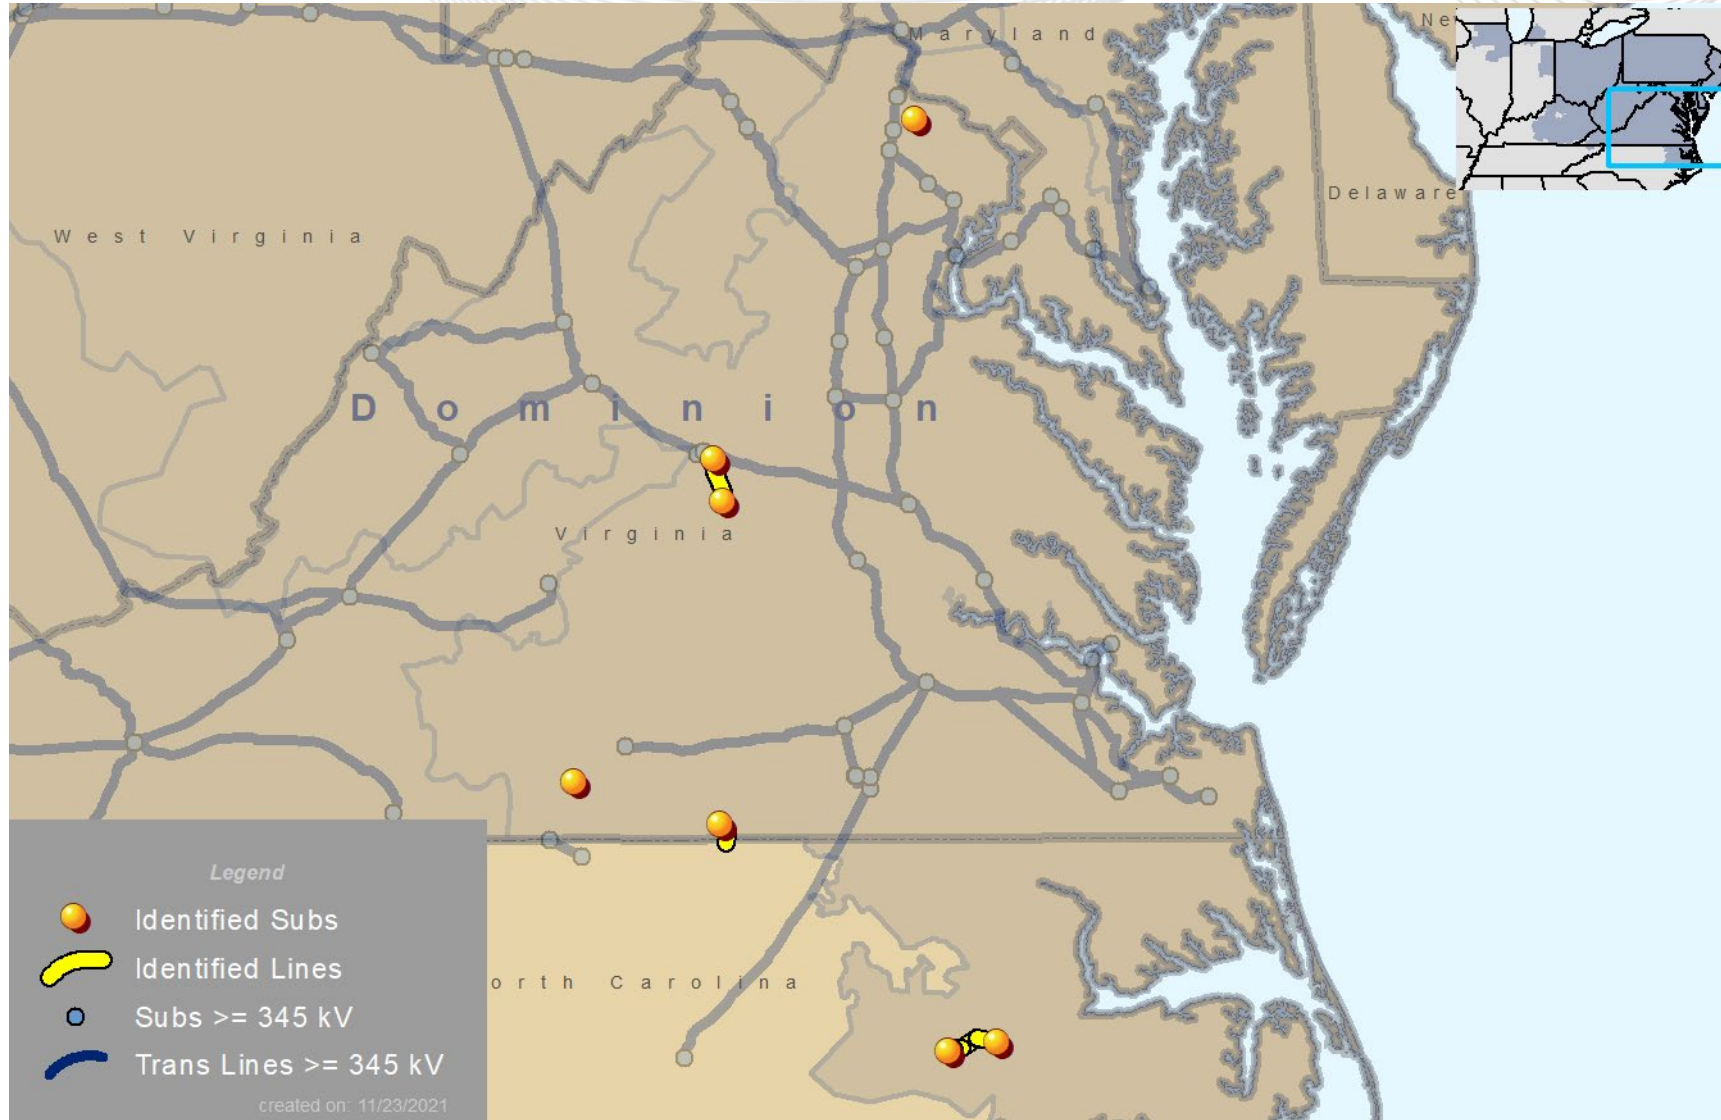 Maryland
Ne
Delaware
West Virginia
Dominion
Virginia
orth Carolina
Legend
Identified Subs
Identified Lines
Subs >= 345 kV
Trans Lines >= 345 kV
created on: 11/23/2021